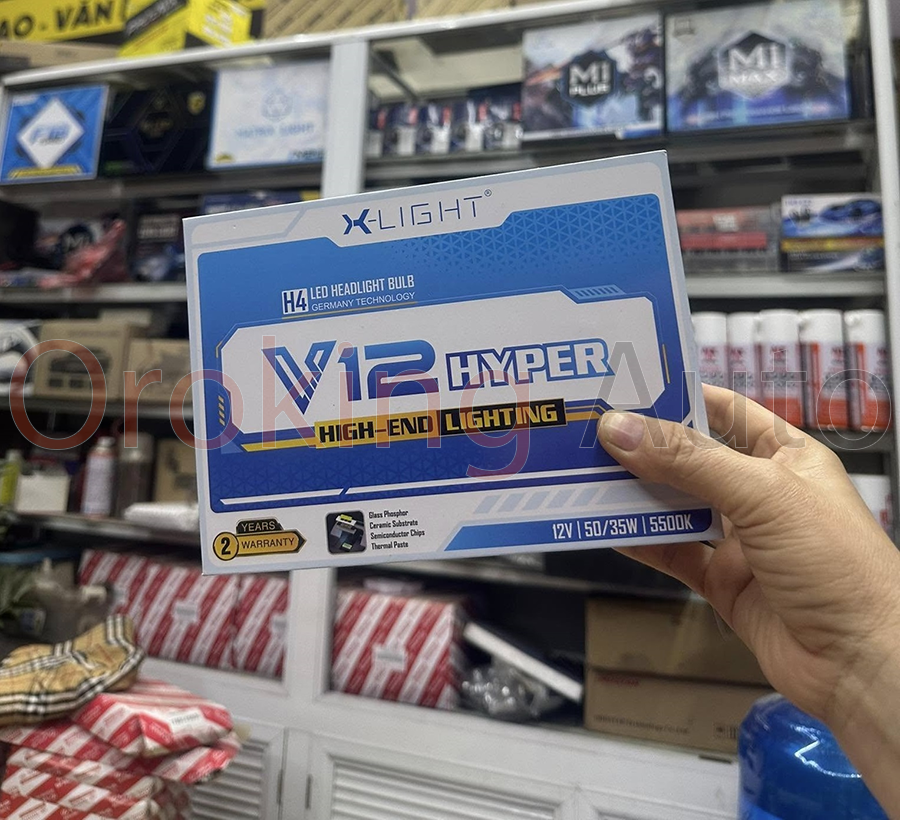 AO - VĂN
Mi
PLUS
Mi
MAX
X-LIGHT®
H4 LED HEADLIGHT BULB
GERMANY TECHNOLOGY
V12 HYPER
HIGH-END LIGHTING
2 YEARS
WARRANTY
Glass Phosphor
Ceramic Substrate
Semiconductor Chips
Thermal Paste
12V | 50/35W | 5500K
Oroking Auto